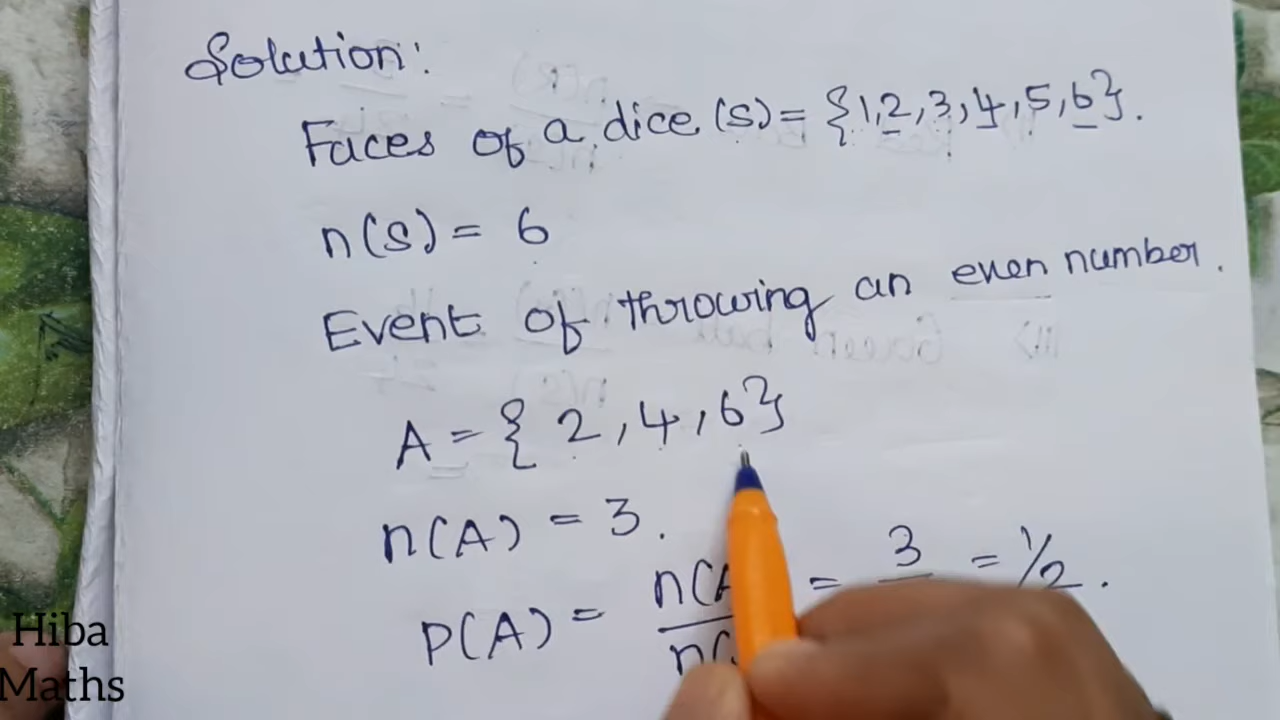 Solution:
Faces of a dice (S) = {1,2,3,4,5,6}.
n(S) = 6
Event of throwing an even number.
A = { 2, 4, 6}
n(A) = 3.
P(A) = n(A / n( = 3 = 1/2.
Hiba
Maths